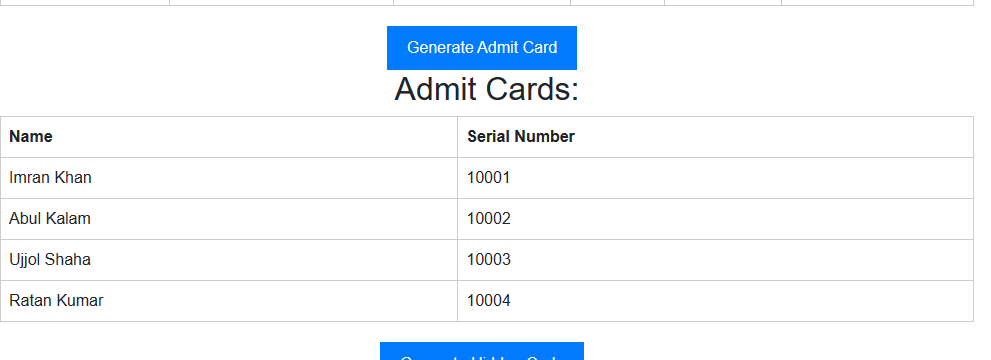 Generate Admit Card
Admit Cards:
Name Serial Number
Imran Khan 10001
Abul Kalam 10002
Ujjol Shaha 10003
Ratan Kumar 10004